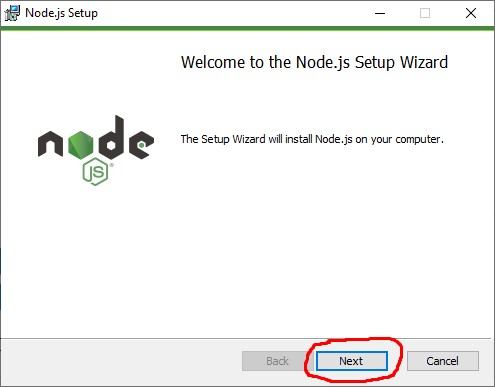 Node.js Setup
Welcome to the Node.js Setup Wizard
node
JS
The Setup Wizard will install Node.js on your computer.
Back
Next
Cancel